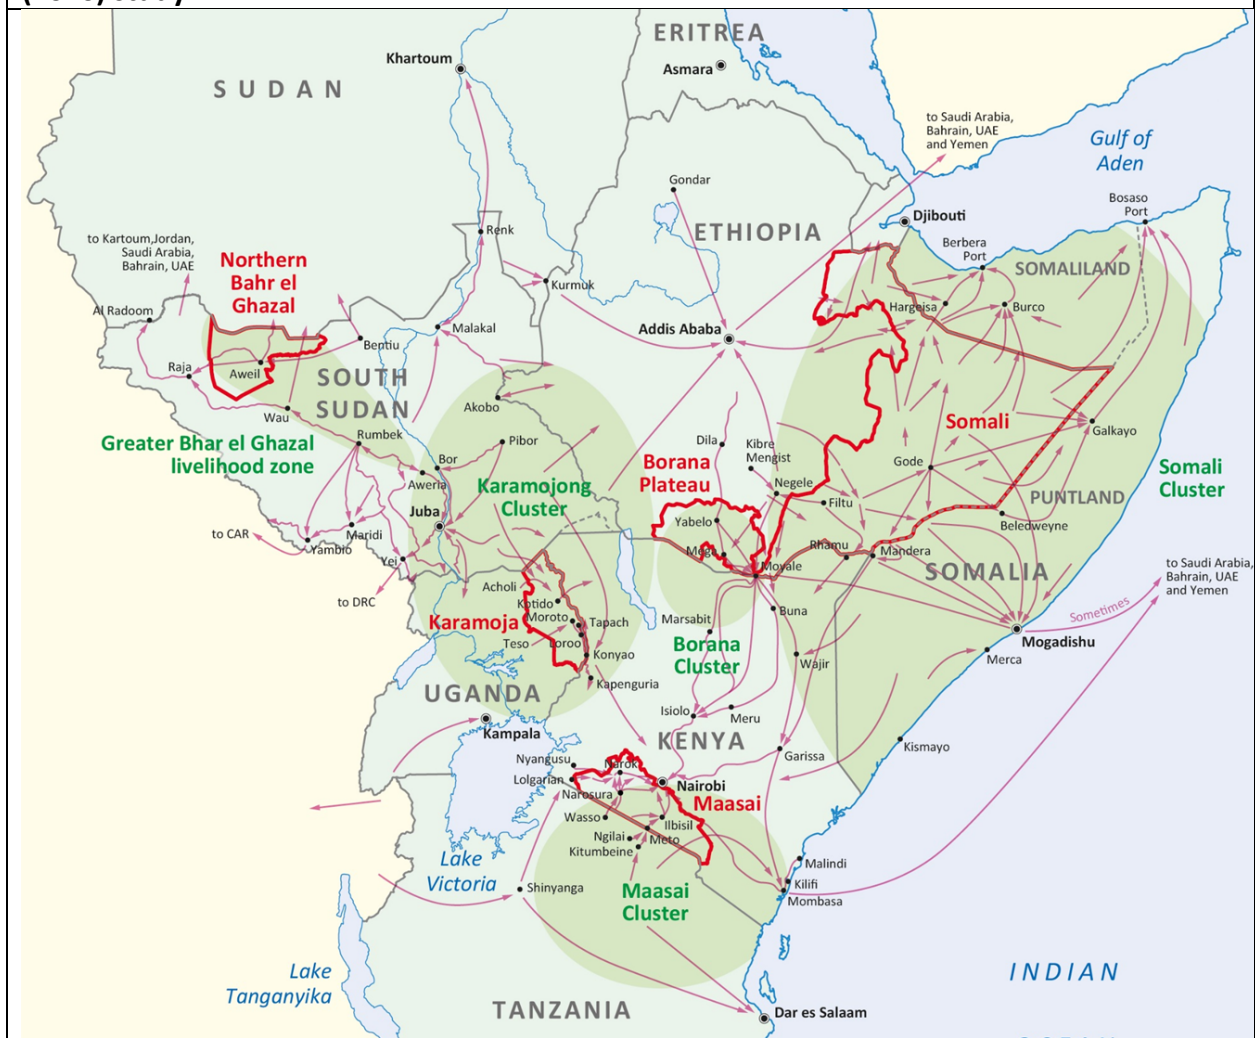 ERITREA
Khartoum
Asmara
SUDAN
to Saudi Arabia,
Bahrain, UAE
and Yemen
Gulf of
Aden
Gondar
Bosaso
Port
Djibouti
Renk
ETHIOPIA
to Kartoum,Jordan,
Saudi Arabia,
Bahrain, UAE
Northern
Bahr el
Ghazal
Berbera
Port
SOMALILAND
Kurmuk
Al Radoom
Hargeisa
Burco
Malakal
Addis Ababa
Bentiu
Raja
Aweil
SOUTH
SUDAN
Akobo
Wau
Somali
Galkayo
Rumbek
Greater Bhar el Ghazal
livelihood zone
Pibor
Dila
Kibre
Mengist
Bor
Borana
Plateau
Gode
Somali
Cluster
Aweria
Karamojong
Cluster
Negele
PUNTLAND
Filtu
Juba
Yabelo
Beledweyne
to CAR
Maridi
Yambio
Mega
Rhamu
Mandera
Yei
Moyale
SOMALIA
to Saudi Arabia,
Bahrain, UAE
and Yemen
Acholi
to DRC
Kotido
Buna
Sometimes
Karamoja
Moroto
Tapach
Marsabit
Mogadishu
Teso
Loroo
Konyao
Borana
Cluster
Wajir
Merca
UGANDA
Kapenguria
Isiolo
Meru
Kampala
KENYA
Kismayo
Nyangusu
Narok
Garissa
Lolgarian
Nairobi
Narosura
Maasai
Wasso
Ilbisil
Ngilai
Meto
Kitumbeine
Lake
Victoria
Malindi
Shinyanga
Maasai
Cluster
Kilifi
Mombasa
Lake
Tanganyika
INDIAN
TANZANIA
Dar es Salaam